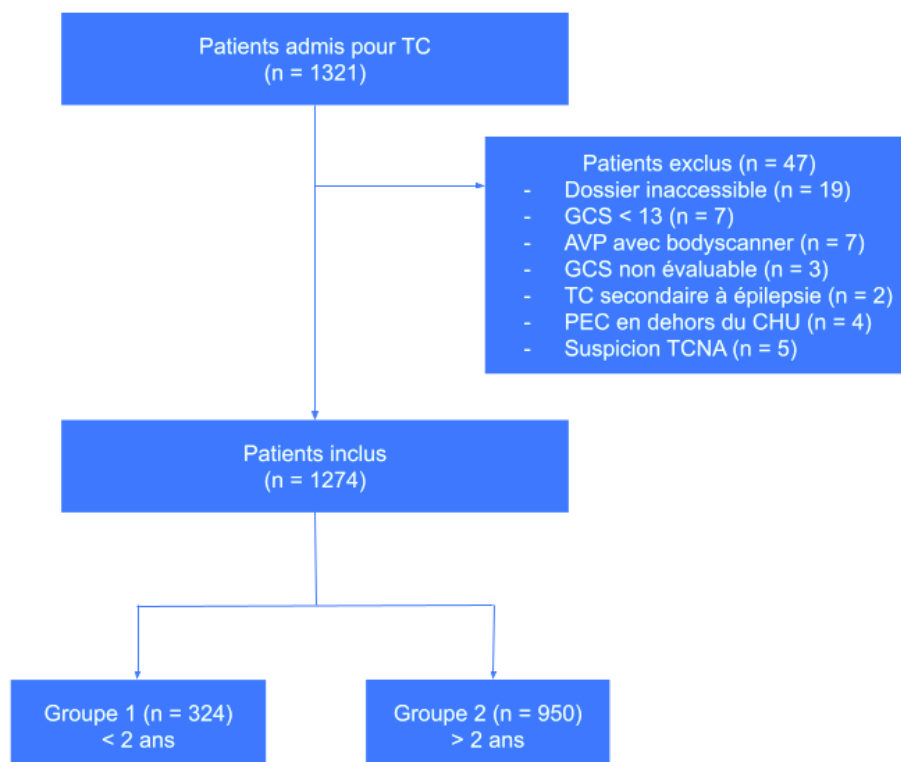 Patients admis pour TC
(n = 1321)
Patients exclus (n = 47)
- Dossier inaccessible (n = 19)
- GCS < 13 (n = 7)
- AVP avec bodyscanner (n = 7)
- GCS non évaluable (n = 3)
- TC secondaire à épilepsie (n = 2)
- PEC en dehors du CHU (n = 4)
- Suspicion TCNA (n = 5)
Patients inclus
(n = 1274)
Groupe 1 (n = 324)
< 2 ans
Groupe 2 (n = 950)
> 2 ans